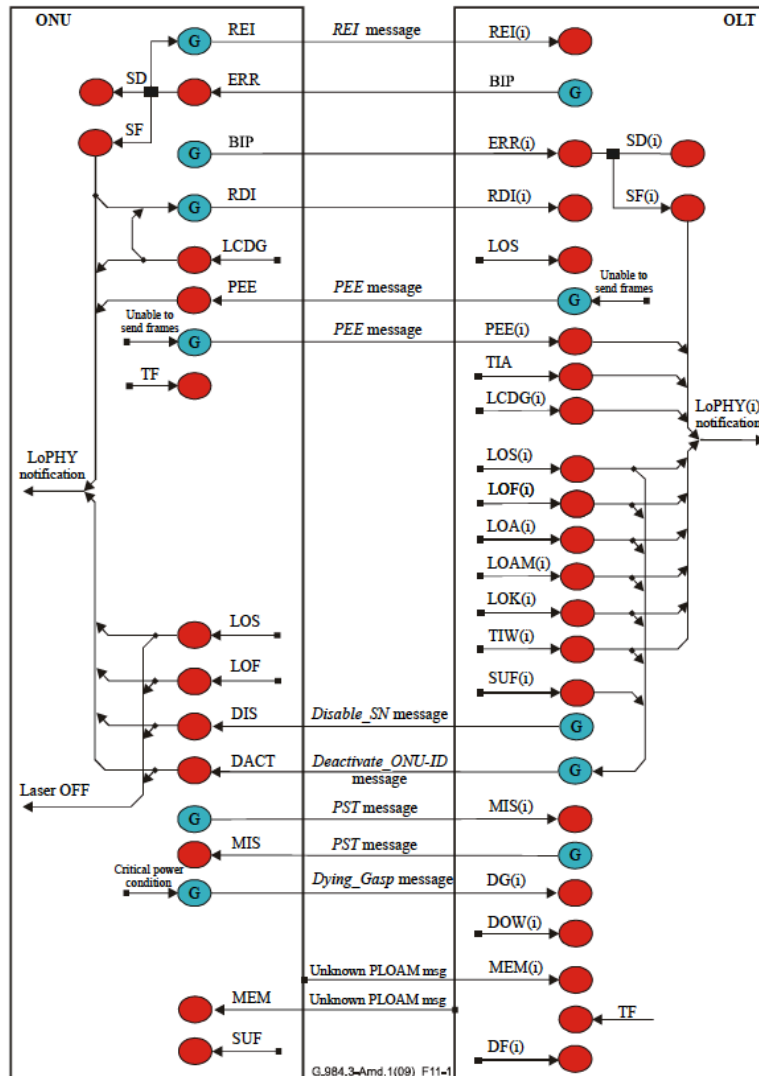 ONU
OLT
G REI REI message REI(i)
SD ERR BIP G
SF
G BIP ERR(i) SD(i)
G RDI RDI(i) SF(i)
LCDG LOS
PEE PEE message G Unable to
send frames
Unable to
send frames
G PEE message PEE(i)
TF TIA
LCDG(i)
LoPHY(i)
notification
LoPHY
notification
LOS(i)
LOF(i)
LOA(i)
LOAM(i)
LOK(i)
LOS TIW(i)
LOF SUF(i)
DIS Disable_SN message G
DACT Deactivate_ONU-ID
message
G
Laser OFF
G PST message MIS(i)
MIS PST message G
Critical power
condition
G Dying_Gasp message DG(i)
DOW(i)
Unknown PLOAM msg MEM(i)
MEM Unknown PLOAM msg TF
SUF DF(i)
G.984.3-Amd.1(09)_F11-1